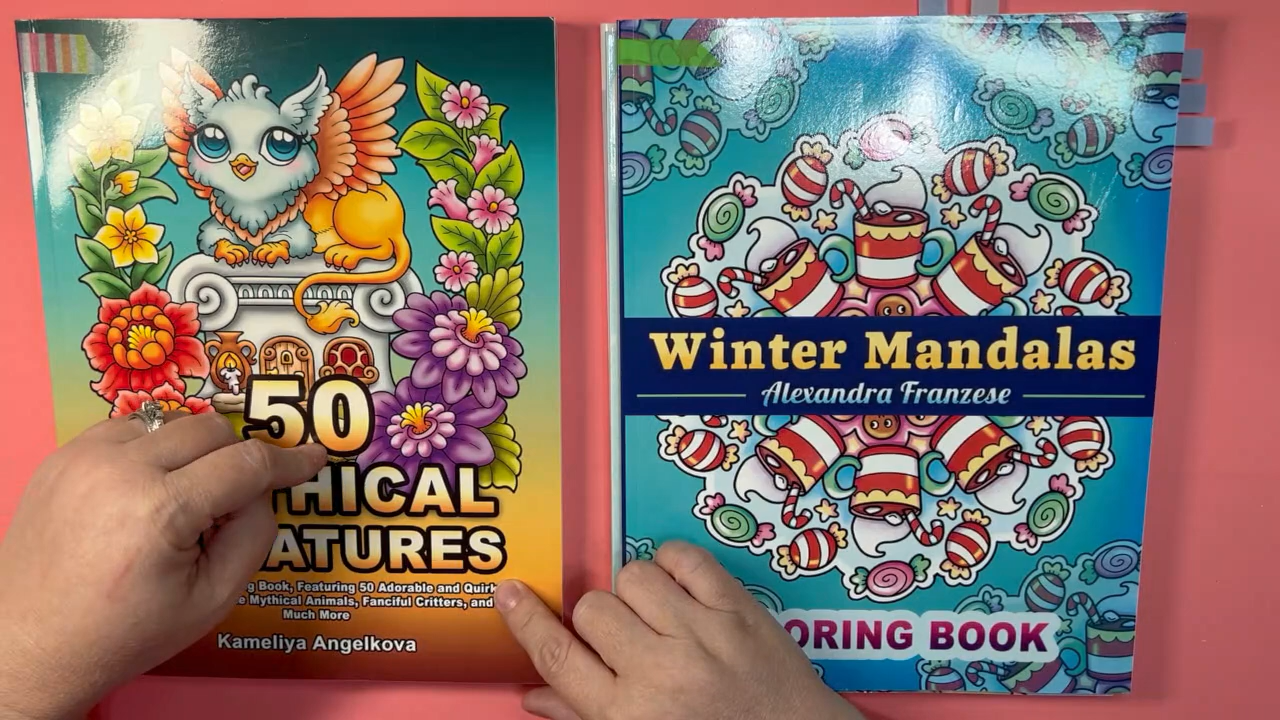 50
THICAL
ATURES
g Book, Featuring 50 Adorable and Quirk
e Mythical Animals, Fanciful Critters, and
Much More
Kameliya Angelkova
Winter Mandalas
Alexandra Franzese
ORING BOOK